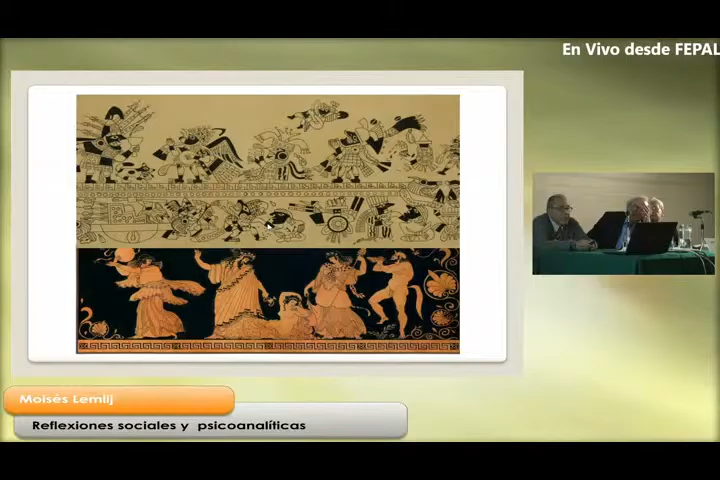 En Vivo desde FEPAL
Moisés Lemlij
Reflexiones sociales y psicoanalíticas